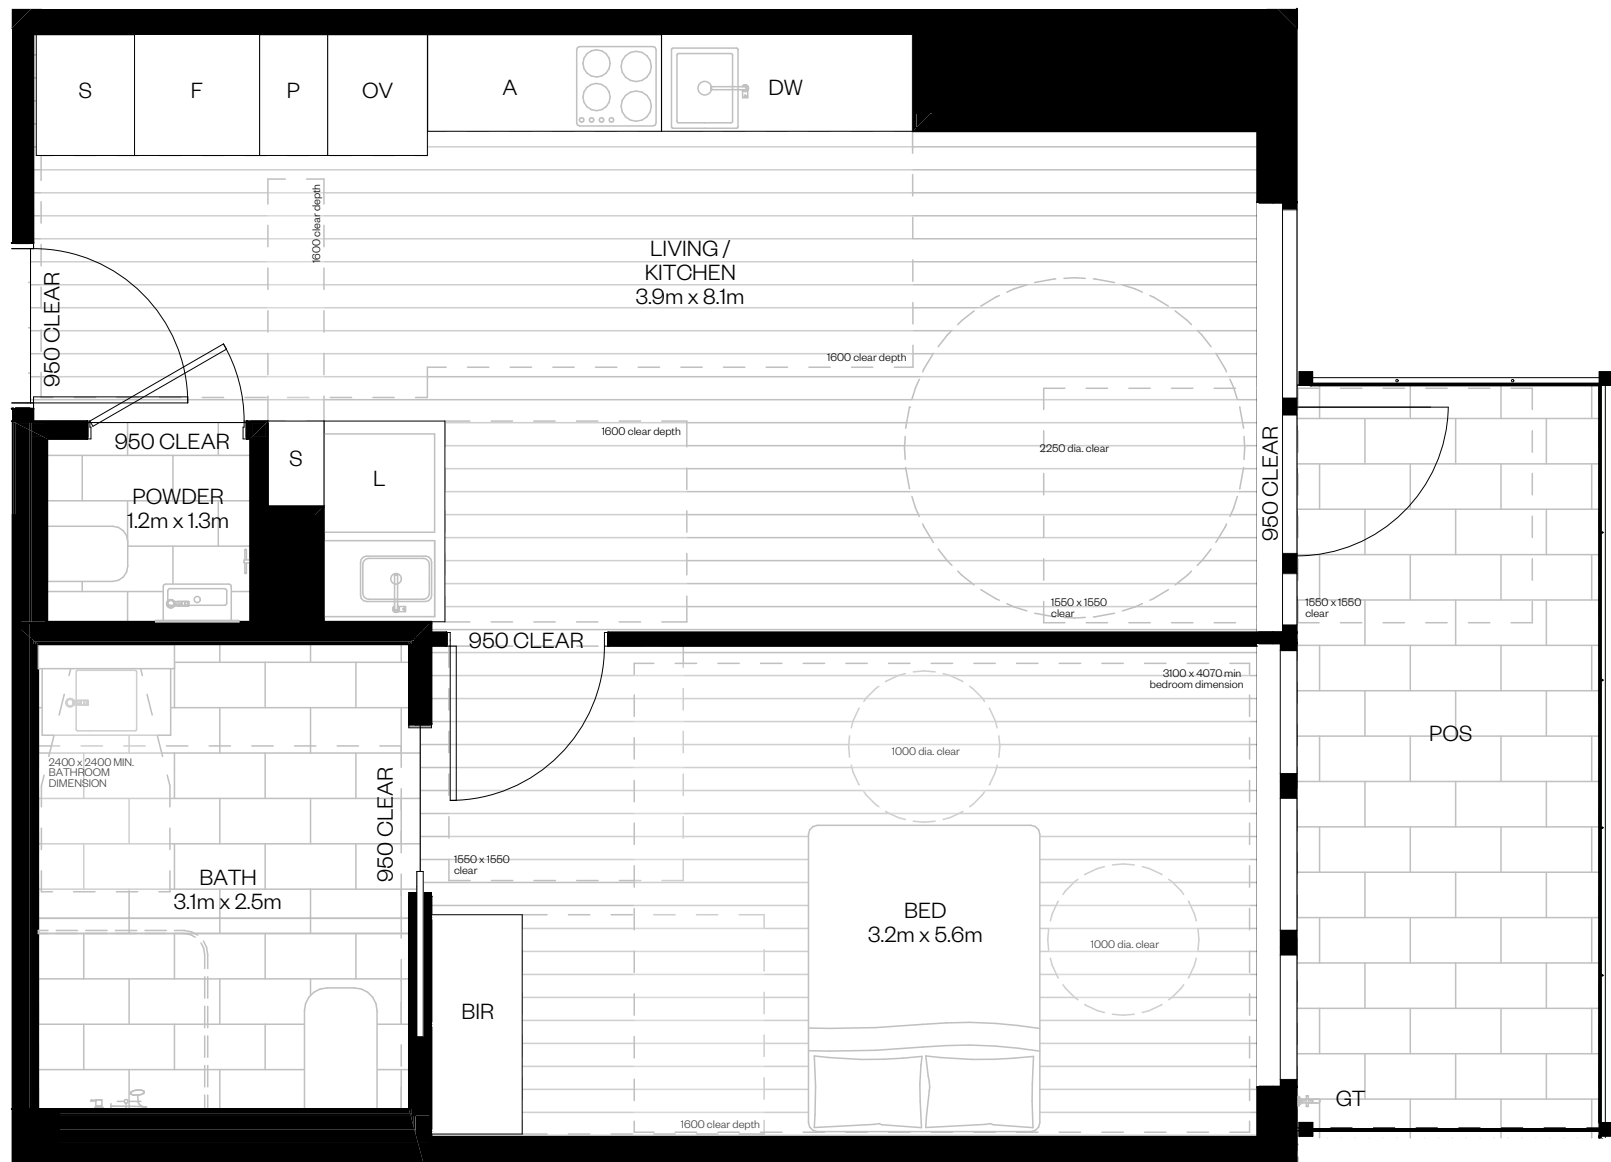 S
F
P
OV
A
DW
1600 clear depth
LIVING /
KITCHEN
3.9m x 8.1m
950 CLEAR
1600 clear depth
2250 dia. clear
1600 clear depth
950 CLEAR
S
L
POWDER
1.2m x 1.3m
950 CLEAR
1550 x 1550
clear
1550 x 1550
clear
950 CLEAR
3100 x 4070 min
bedroom dimension
POS
1000 dia. clear
2400 x 2400 MIN.
BATHROOM
DIMENSION
950 CLEAR
1550 x 1550
clear
BATH
3.1m x 2.5m
BED
3.2m x 5.6m
1000 dia. clear
BIR
GT
1600 clear depth